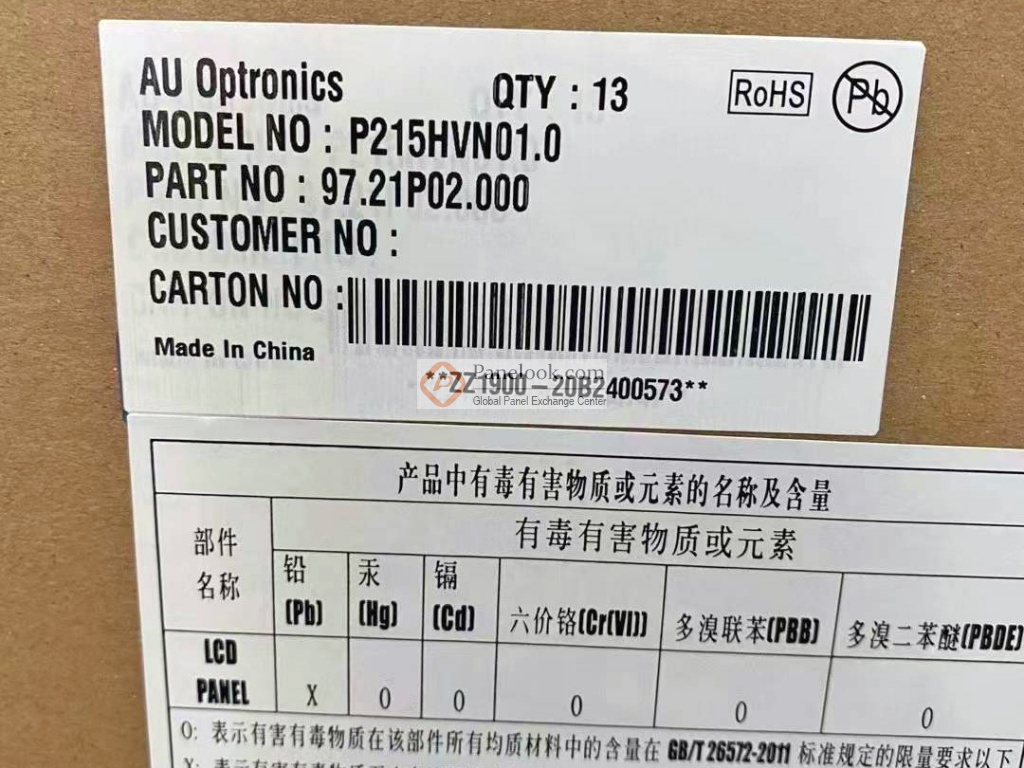 AU Optronics QTY : 13 RoHS Pb
MODEL NO : P215HVN01.0
PART NO : 97.21P02.000
CUSTOMER NO :
CARTON NO :
Made In China
**ZZ1900-20B2400573**
Panelook.com
Global Panel Exchange Center
产品中有毒有害物质或元素的名称及含量
部件名称 有毒有害物质或元素
铅(Pb) 汞(Hg) 镉(Cd) 六价铬(Cr(VI)) 多溴联苯(PBB) 多溴二苯醚(PBDE)
LCD PANEL X 0 0 0 0 0
O: 表示有害有毒物质在该部件所有均质材料中的含量在 GB/T 26572-2011 标准规定的限量要求以下